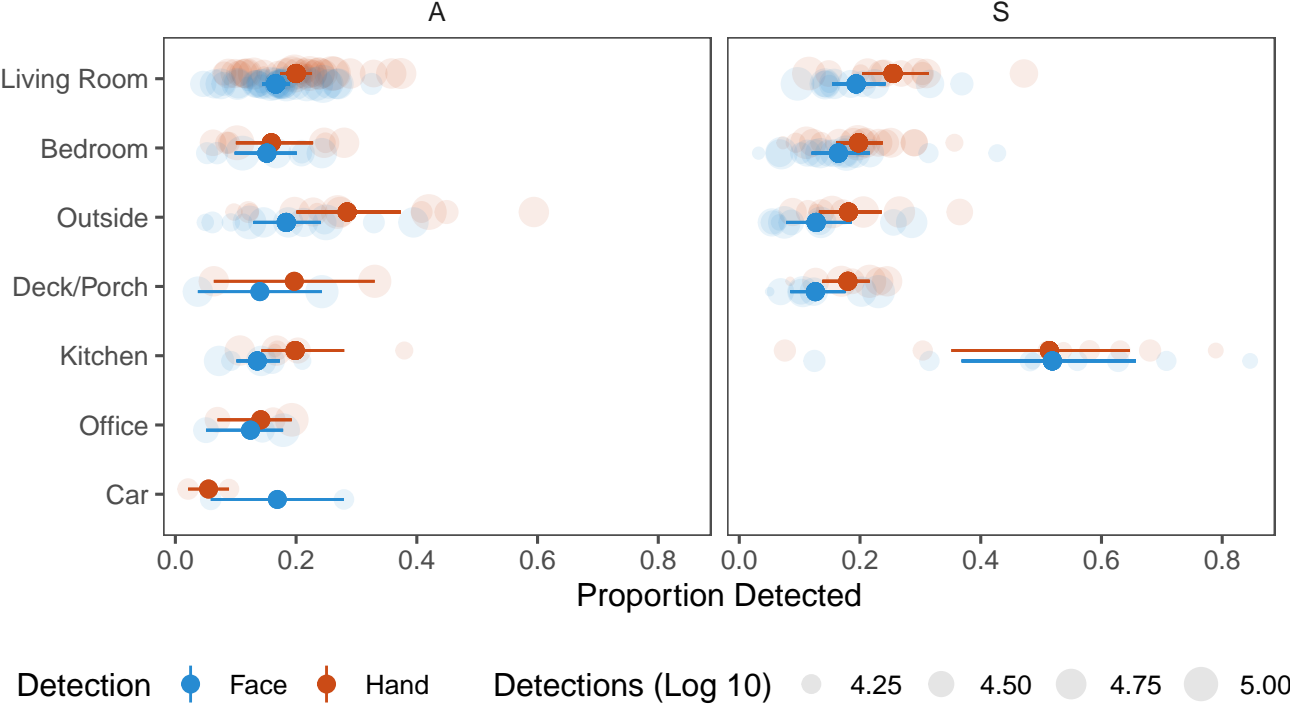 A S
Living Room
Bedroom
Outside
Deck/Porch
Kitchen
Office
Car
0.0 0.2 0.4 0.6 0.8 0.0 0.2 0.4 0.6 0.8
Proportion Detected
Detection Face Hand Detections (Log 10) 4.25 4.50 4.75 5.00